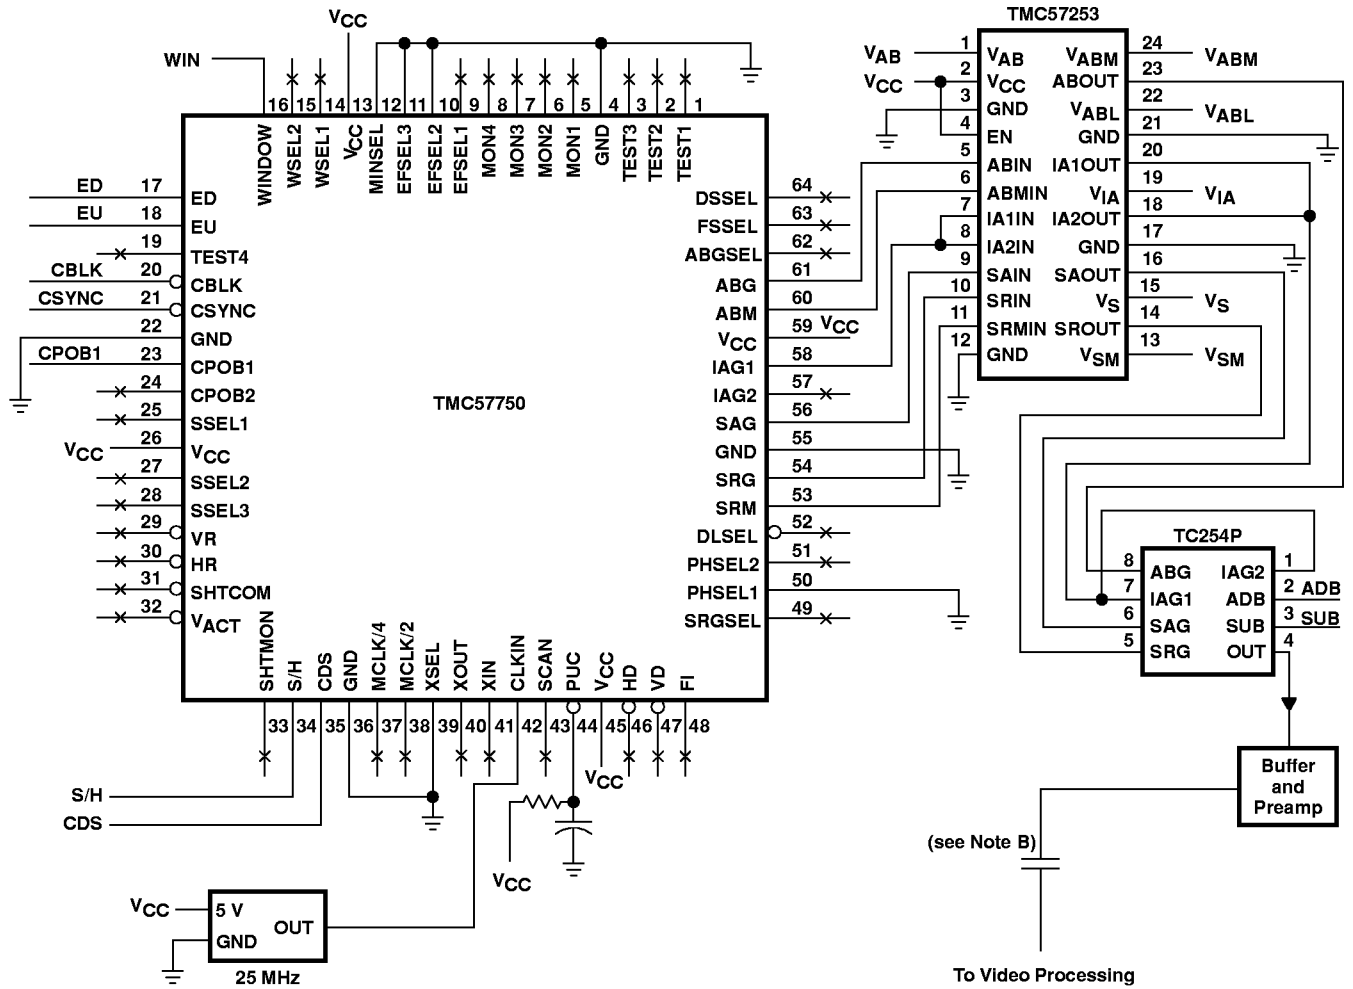 TMC57253
VCC
WIN
16 15 14 13 12 11 10 9 8 7 6 5 4 3 2 1
WINDOW
WSEL2
WSEL1
VCC
MINSEL
EFSEL3
EFSEL2
EFSEL1
MON4
MON3
MON2
MON1
GND
TEST3
TEST2
TEST1
ED 17 ED
EU 18 EU
19 TEST4
CBLK 20 CBLK
CSYNC 21 CSYNC
22 GND
CPOB1 23 CPOB1
24 CPOB2
25 SSEL1
VCC 26 VCC
27 SSEL2
28 SSEL3
29 VR
30 HR
31 SHTCOM
32 VACT
TMC57750
DSSEL 64
FSSEL 63
ABGSEL 62
ABG 61
ABM 60
VCC 59 VCC
IAG1 58
IAG2 57
SAG 56
GND 55
SRG 54
SRM 53
DLSEL 52
PHSEL2 51
PHSEL1 50
SRGSEL 49
SHTMON
S/H
CDS
GND
MCLK/4
MCLK/2
XSEL
XOUT
XIN
CLKIN
SCAN
PUC
VCC
HD
VD
FI
33 34 35 36 37 38 39 40 41 42 43 44 45 46 47 48
VCC
S/H
CDS
VCC
VCC 5 V
GND
OUT
25 MHz
VAB 1 VAB
VCC 2 VCC
3 GND
4 EN
5 ABIN
6 ABMIN
7 IA1IN
8 IA2IN
9 SAIN
10 SRIN
11 SRMIN
12 GND
VABM 24 VABM
ABOUT 23
VABL 22 VABL
GND 21
IA1OUT 20
VIA 19 VIA
IA2OUT 18
GND 17
SAOUT 16
VS 15 VS
SROUT 14
VSM 13 VSM
TC254P
8 ABG
7 IAG1
6 SAG
5 SRG
IAG2 1
ADB 2 ADB
SUB 3 SUB
OUT 4
Buffer
and
Preamp
(see Note B)
To Video Processing